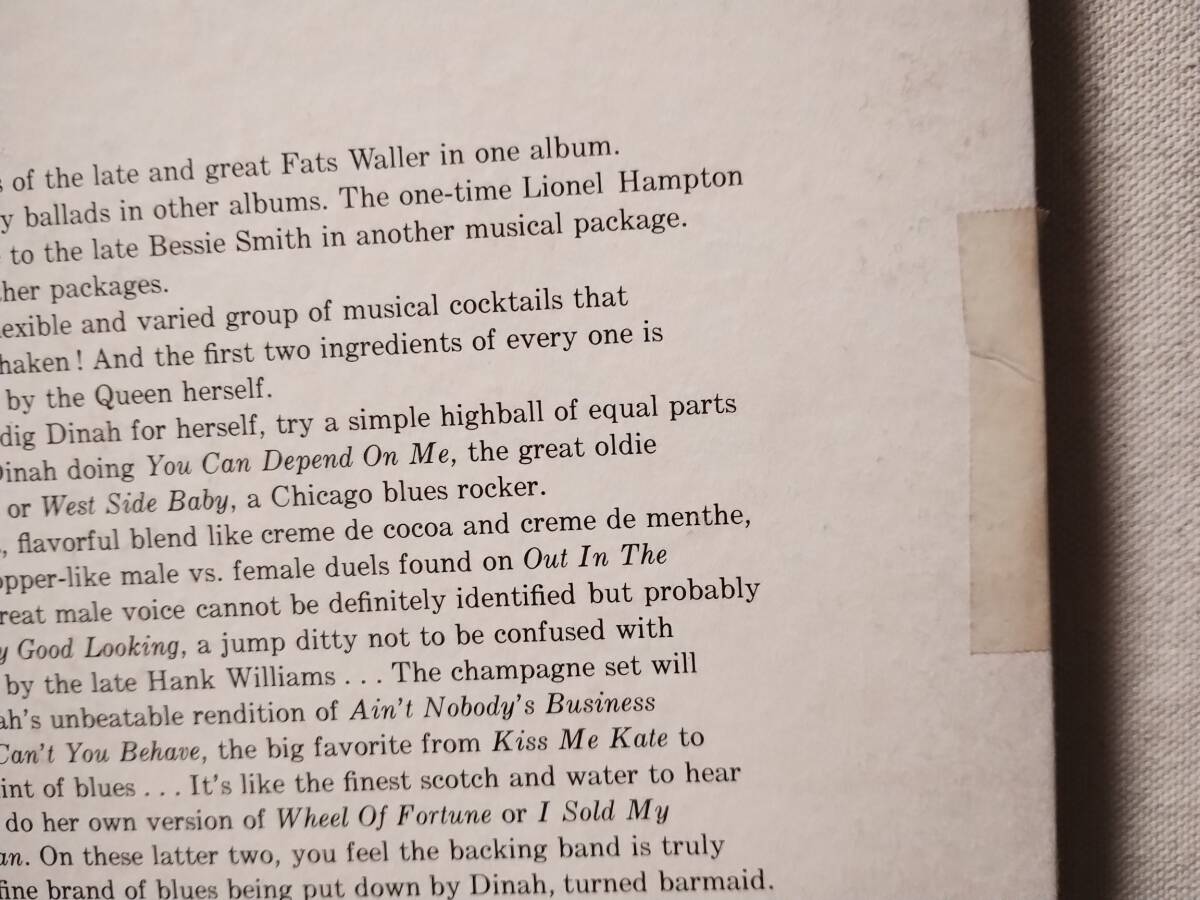 of the late and great Fats Waller in one album.
ballads in other albums. The one-time Lionel Hampton
to the late Bessie Smith in another musical package.
her packages.
exible and varied group of musical cocktails that
haken! And the first two ingredients of every one is
by the Queen herself.
dig Dinah for herself, try a simple highball of equal parts
Dinah doing You Can Depend On Me, the great oldie
or West Side Baby, a Chicago blues rocker.
, flavorful blend like creme de cocoa and creme de menthe,
opper-like male vs. female duels found on Out In The
reat male voice cannot be definitely identified but probably
y Good Looking, a jump ditty not to be confused with
by the late Hank Williams . . . The champagne set will
ah's unbeatable rendition of Ain't Nobody's Business
Can't You Behave, the big favorite from Kiss Me Kate to
int of blues . . . It's like the finest scotch and water to hear
do her own version of Wheel Of Fortune or I Sold My
an. On these latter two, you feel the backing band is truly
fine brand of blues being put down by Dinah, turned barmaid.